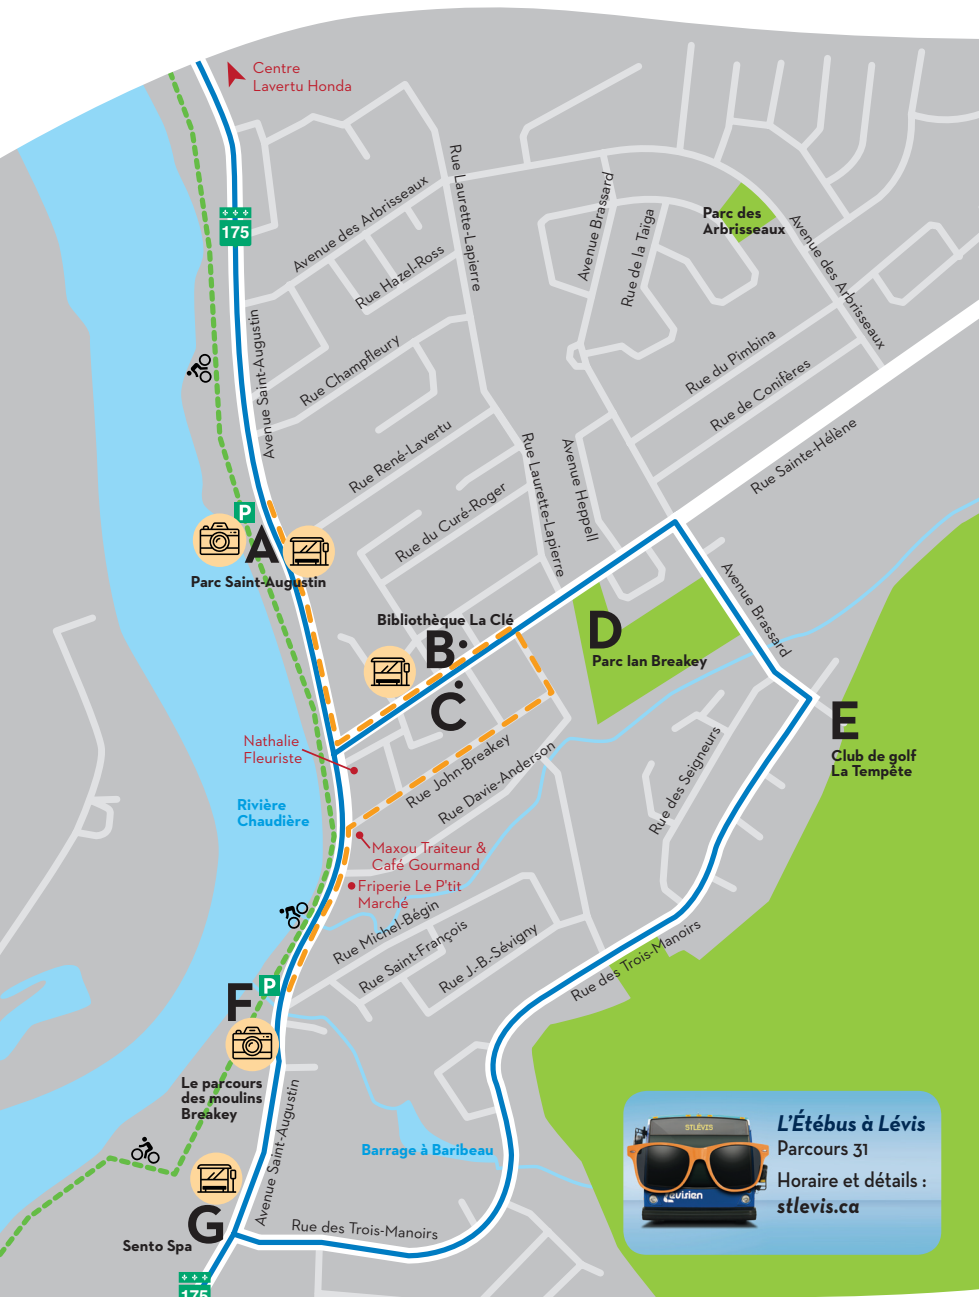 Centre
Lavertu Honda
175
Rue Laurette-Lapierre
Avenue des Arbrisseaux
Avenue Brassard
Rue de la Taïga
Parc des
Arbrisseaux
Avenue des Arbrisseaux
Rue Hazel-Ross
Avenue Saint-Augustin
Rue Champfleury
Rue du Pimbina
Rue de Conifères
Rue Sainte-Hélène
Rue René-Lavertu
Rue Laurette-Lapierre
Avenue Heppell
Rue du Curé-Roger
P
A
Parc Saint-Augustin
Avenue Brassard
Bibliothèque La Clé
B
C
D
Parc Ian Breakey
E
Club de golf
La Tempête
Nathalie
Fleuriste
Rue John-Breakey
Rue Davie-Anderson
Rue des Seigneurs
Rivière
Chaudière
Maxou Traiteur &
Café Gourmand
Friperie Le P'tit
Marché
Rue Michel-Bégin
Rue Saint-François
Rue J.-B.-Sévigny
Rue des Trois-Manoirs
P
F
Le parcours
des moulins
Breakey
Avenue Saint-Augustin
Barrage à Baribeau
G
Sento Spa
Rue des Trois-Manoirs
175
STLÉVIS
L'Étébus à Lévis
Parcours 31
Horaire et détails :
stlevis.ca